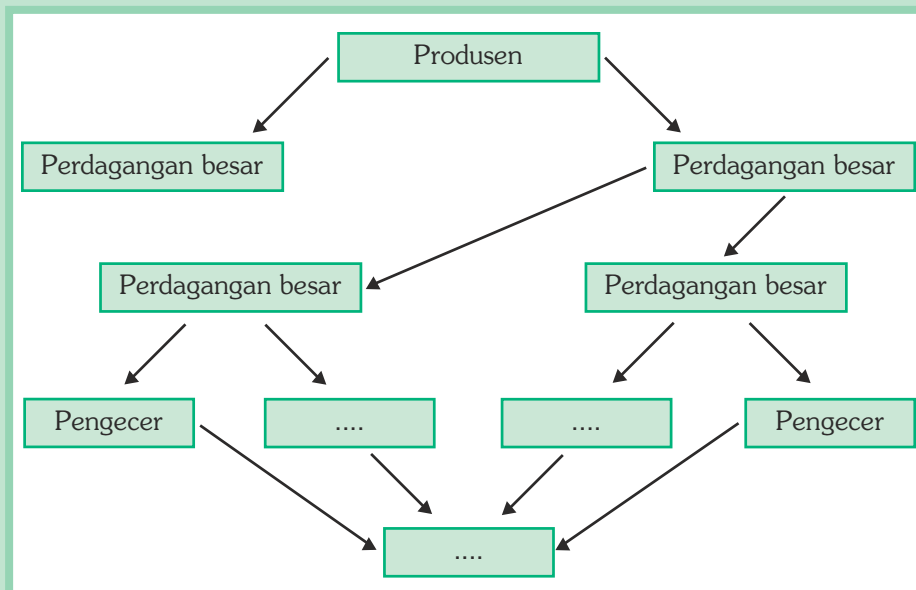 Produsen
Perdagangan besar
Perdagangan besar
Perdagangan besar
Perdagangan besar
Pengecer
....
....
Pengecer
....